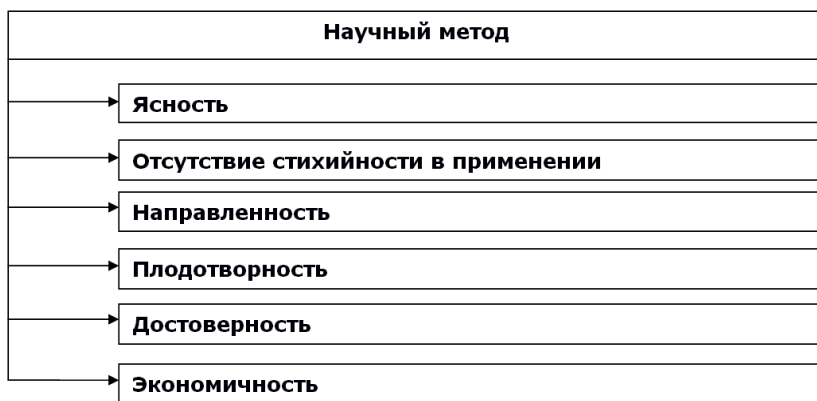 Научный метод
Ясность
Отсутствие стихийности в применении
Направленность
Плодотворность
Достоверность
Экономичность